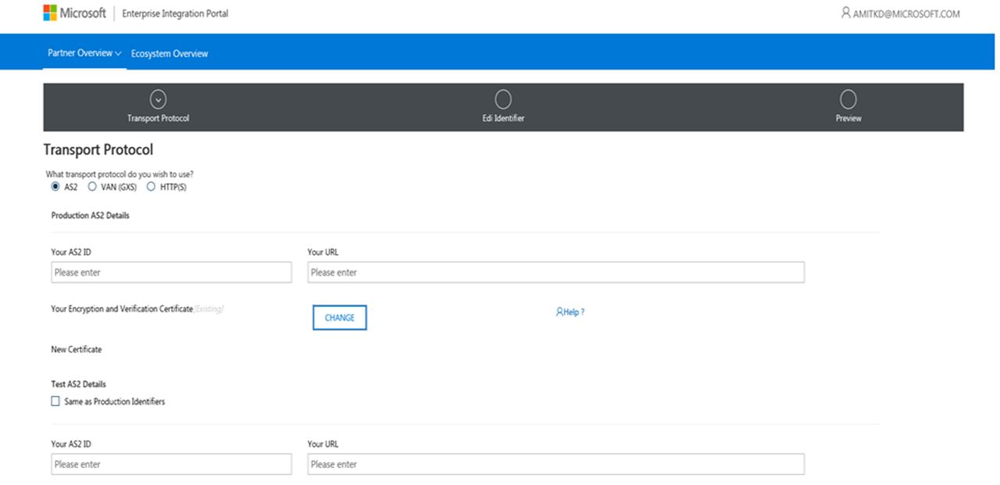 Microsoft Enterprise Integration Portal AMITKD@MICROSOFT.COM
Partner Overview Ecosystem Overview
Transport Protocol Edi Identifier Preview
Transport Protocol
What transport protocol do you wish to use?
AS2 VAN (GXS) HTTP(S)
Production AS2 Details
Your AS2 ID Your URL
Please enter Please enter
Your Encryption and Verification Certificate(Existing) CHANGE Help ?
New Certificate
Test AS2 Details
Same as Production Identifiers
Your AS2 ID Your URL
Please enter Please enter